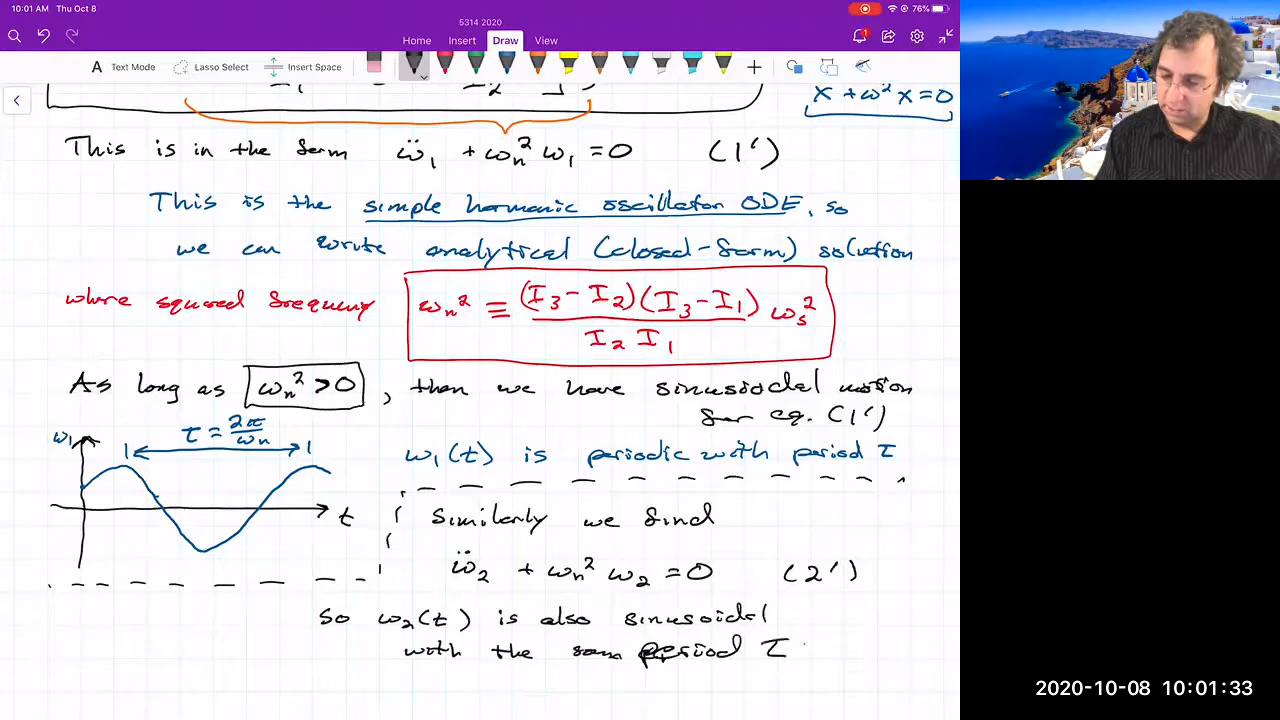 10:01 AM Thu Oct 8
76%
5314 2020
Home Insert Draw View
1
Text Mode Lasso Select Insert Space
ẍ + ω² x = 0
This is in the form ω̈₁ + ωₙ² ω₁ = 0 (1')
This is the simple harmonic oscillator ODE, so
we can write analytical (closed-form) solution
where squared frequency ωₙ² ≡ (I₃ - I₂)(I₃ - I₁) / I₂ I₁ ωₛ²
As long as ωₙ² > 0, then we have sinusiodal motion
for eq. (1')
ω₁ τ = 2π/ωₙ
t
ω₁(t) is periodic with period τ
Similarly we find
ω̈₂ + ωₙ² ω₂ = 0 (2')
So ω₂(t) is also sinusoidal
with the same period τ
2020-10-08 10:01:33